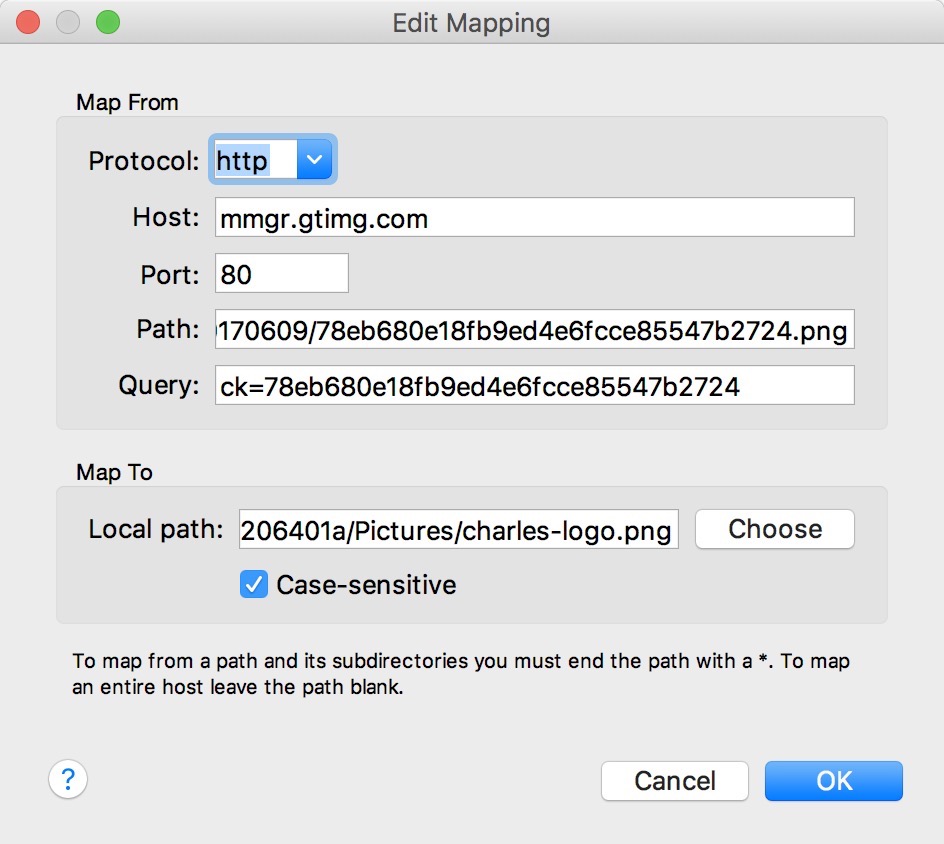 Edit Mapping
Map From
Protocol: http
Host: mmgr.gtimg.com
Port: 80
Path: 170609/78eb680e18fb9ed4e6fcce85547b2724.png
Query: ck=78eb680e18fb9ed4e6fcce85547b2724
Map To
Local path: 206401a/Pictures/charles-logo.png Choose
Case-sensitive
To map from a path and its subdirectories you must end the path with a *. To map
an entire host leave the path blank.
? Cancel OK